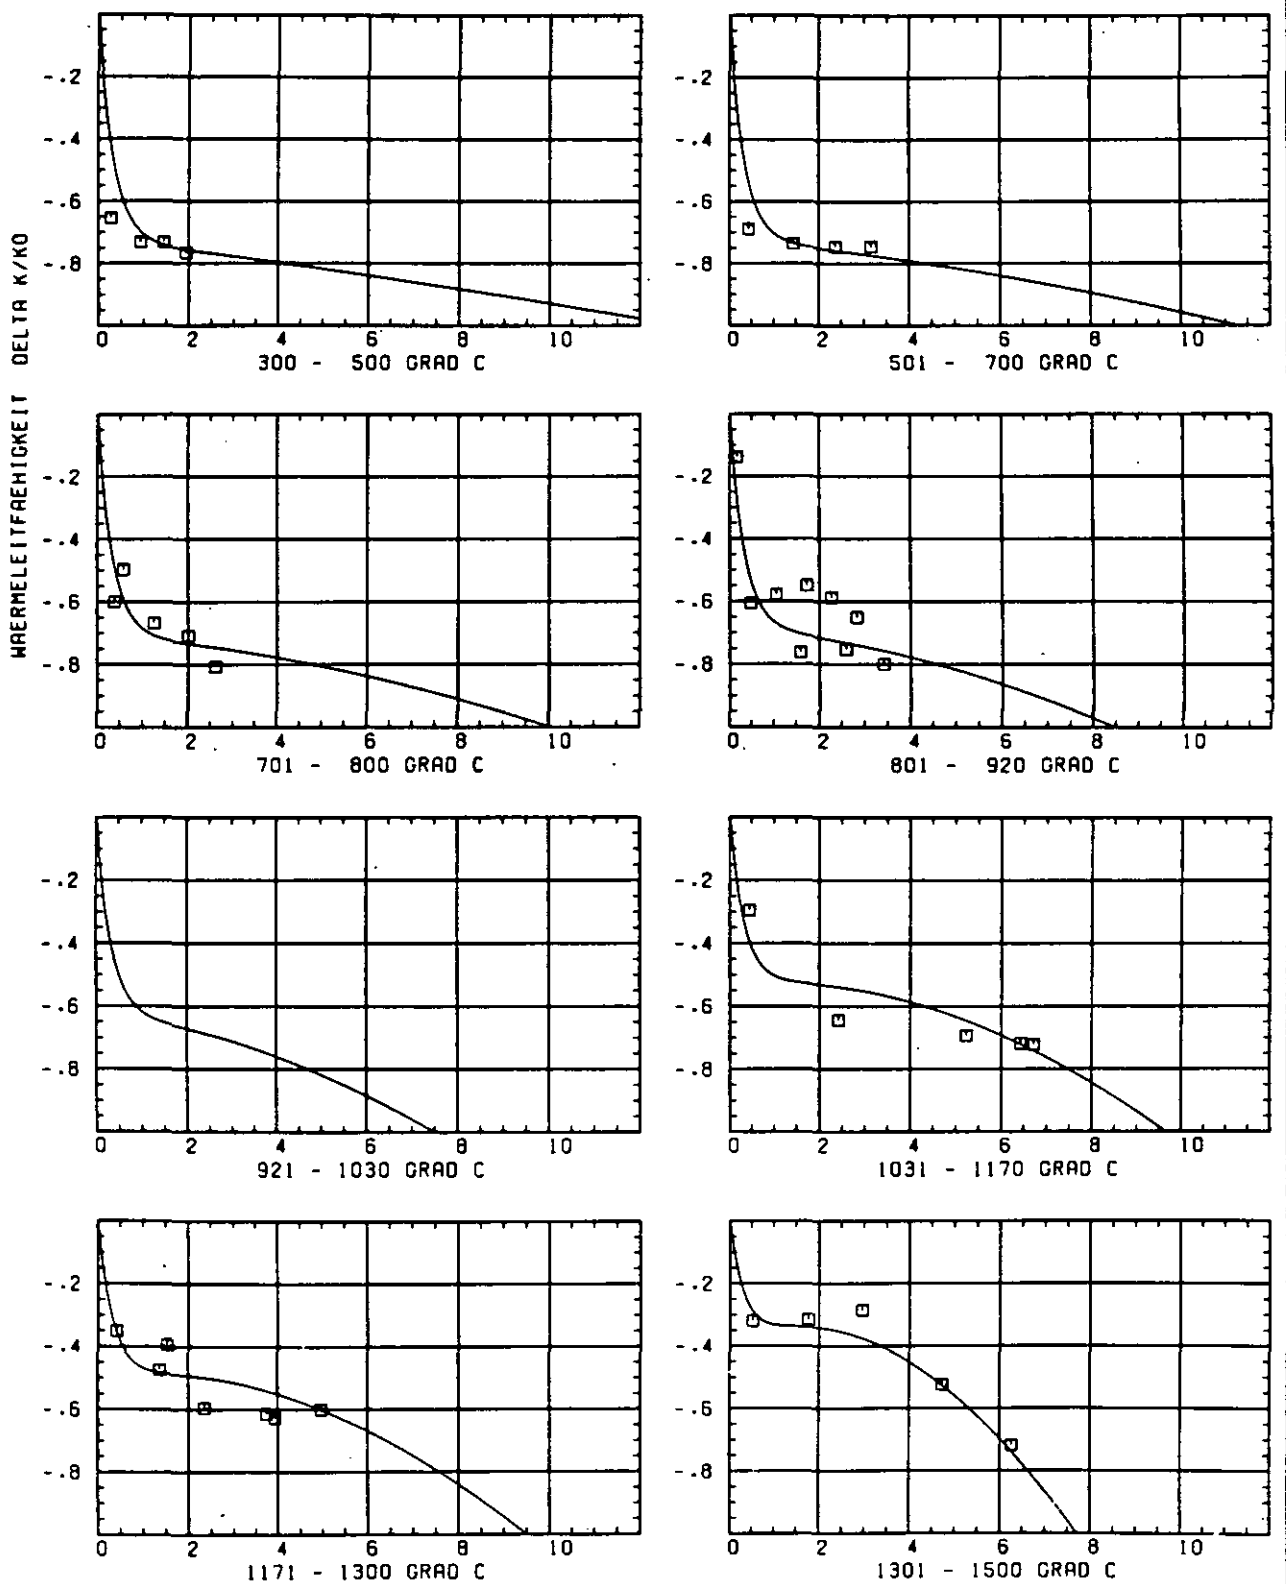 WAERMELEITFAEHIGKEIT DELTA K/KO
-.2
-.4
-.6
-.8
0 2 4 6 8 10
300 - 500 GRAD C
-.2
-.4
-.6
-.8
0 2 4 6 8 10
501 - 700 GRAD C
-.2
-.4
-.6
-.8
0 2 4 6 8 10
701 - 800 GRAD C
-.2
-.4
-.6
-.8
0 2 4 6 8 10
801 - 920 GRAD C
-.2
-.4
-.6
-.8
0 2 4 6 8 10
921 - 1030 GRAD C
-.2
-.4
-.6
-.8
0 2 4 6 8 10
1031 - 1170 GRAD C
-.2
-.4
-.6
-.8
0 2 4 6 8 10
1171 - 1300 GRAD C
-.2
-.4
-.6
-.8
0 2 4 6 8 10
1301 - 1500 GRAD C